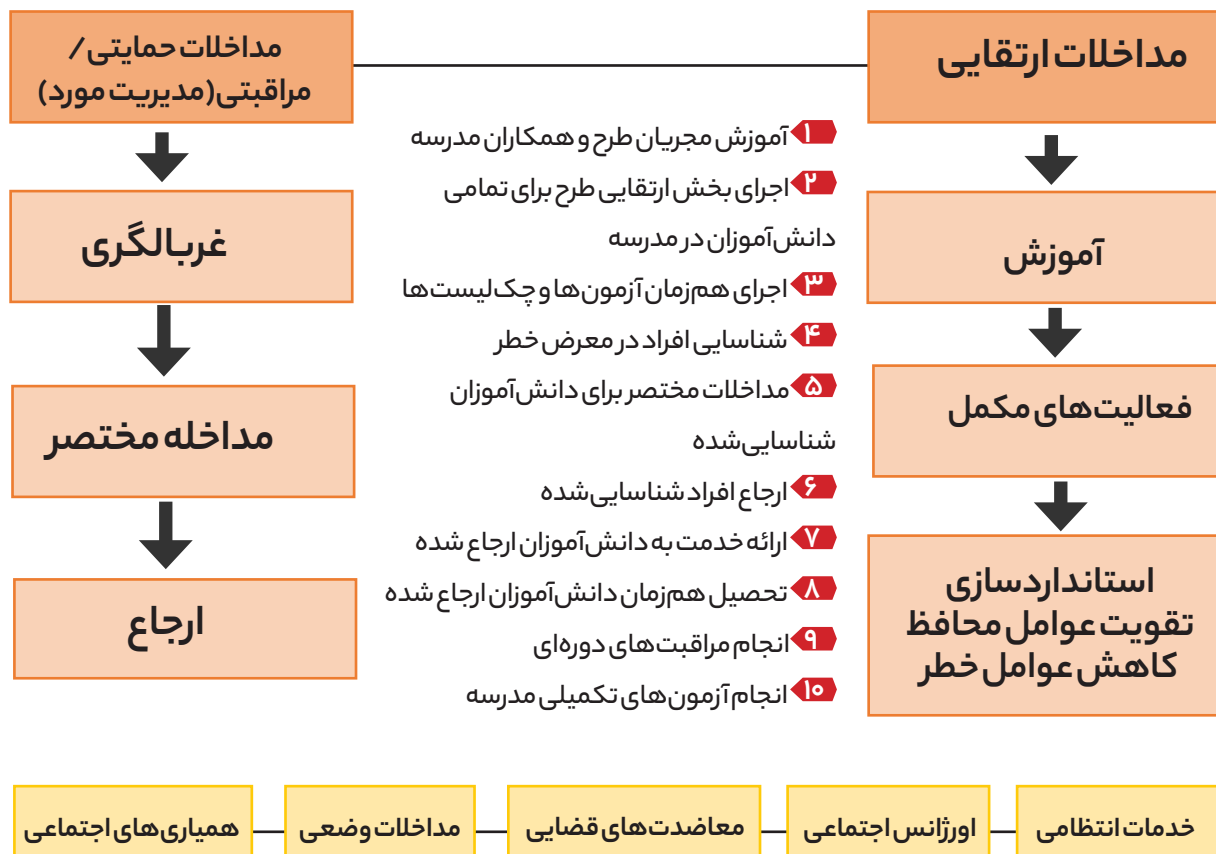 مداخلات ارتقایی
آموزش
فعالیت‌های مکمل
استانداردسازی
تقویت عوامل محافظ
کاهش عوامل خطر
۱ آموزش مجریان طرح و همکاران مدرسه
۲ اجرای بخش ارتقایی طرح برای تمامی
دانش‌آموزان در مدرسه
۳ اجرای هم‌زمان آزمون‌ها و چک‌لیست‌ها
۴ شناسایی افراد در معرض خطر
۵ مداخلات مختصر برای دانش‌آموزان
شناسایی‌شده
۶ ارجاع افراد شناسایی‌شده
۷ ارائه خدمت به دانش‌آموزان ارجاع شده
۸ تحصیل هم‌زمان دانش‌آموزان ارجاع شده
۹ انجام مراقبت‌های دوره‌ای
۱۰ انجام آزمون‌های تکمیلی مدرسه
مداخلات حمایتی/
مراقبتی(مدیریت مورد)
غربالگری
مداخله مختصر
ارجاع
خدمات انتظامی
اورژانس اجتماعی
معاضدت‌های قضایی
مداخلات وضعی
همیاری‌های اجتماعی